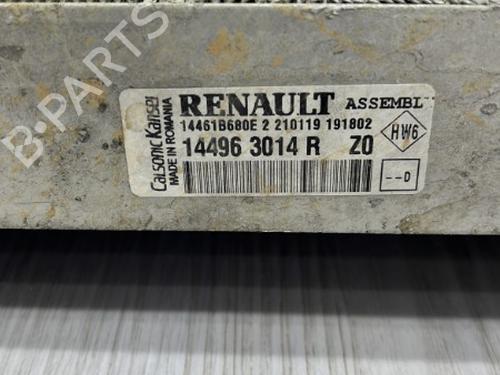 B-PARTS
Calsonic Kansei
MADE IN ROMANIA
RENAULT ASSEMBL
14461B680E 2 210119 191802
14496 3014 R Z0
HW6
--D